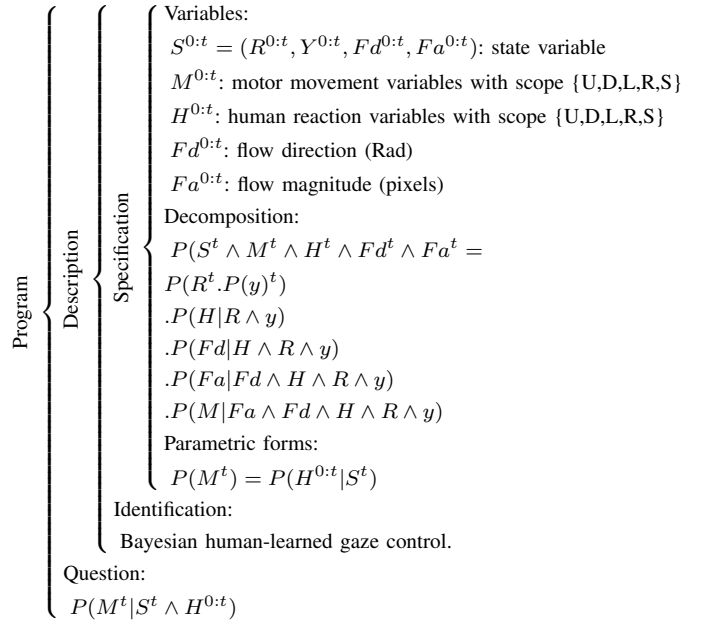 Program
Description
Specification
Variables:
S^{0:t} = (R^{0:t}, Y^{0:t}, Fd^{0:t}, Fa^{0:t}): state variable
M^{0:t}: motor movement variables with scope {U,D,L,R,S}
H^{0:t}: human reaction variables with scope {U,D,L,R,S}
Fd^{0:t}: flow direction (Rad)
Fa^{0:t}: flow magnitude (pixels)
Decomposition:
P(S^t ∧ M^t ∧ H^t ∧ Fd^t ∧ Fa^t =
P(R^t.P(y)^t)
.P(H|R ∧ y)
.P(Fd|H ∧ R ∧ y)
.P(Fa|Fd ∧ H ∧ R ∧ y)
.P(M|Fa ∧ Fd ∧ H ∧ R ∧ y)
Parametric forms:
P(M^t) = P(H^{0:t}|S^t)
Identification:
Bayesian human-learned gaze control.
Question:
P(M^t|S^t ∧ H^{0:t})